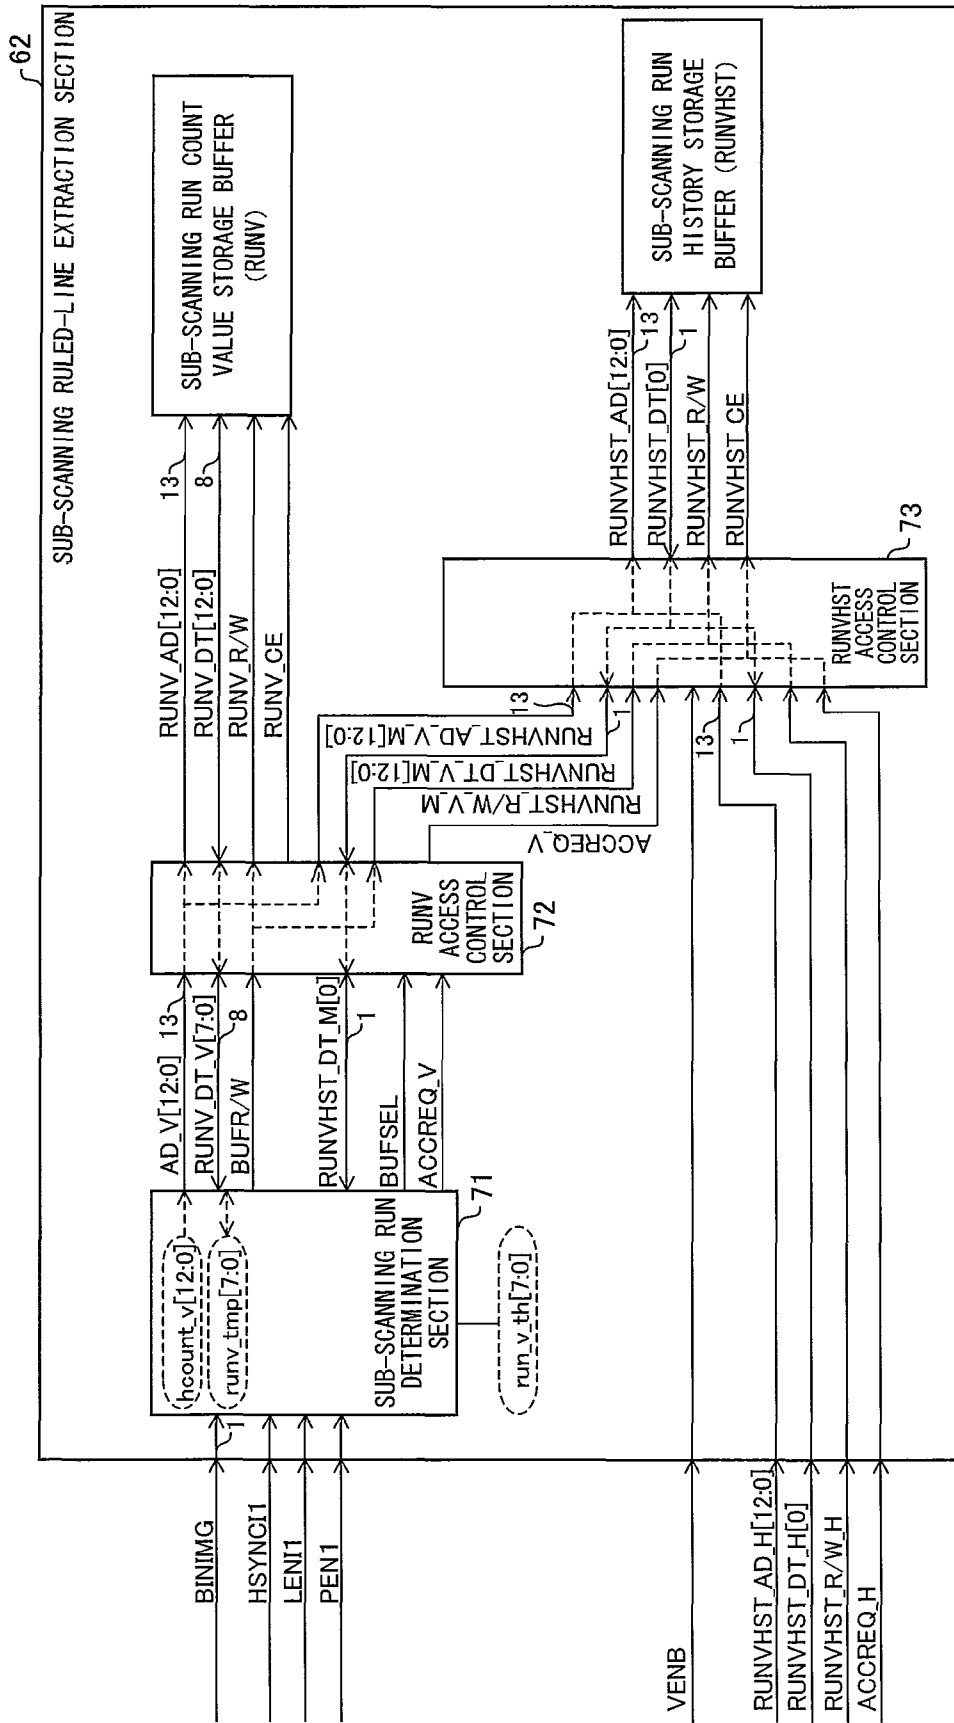 62
SUB-SCANNING RULED-LINE EXTRACTION SECTION
BINIMG
1
HSYNCI1
LENI1
PEN1
hcount_v[12:0]
runv_tmp[7:0]
SUB-SCANNING RUN
DETERMINATION
SECTION
71
run_v_th[7:0]
AD_V[12:0]
13
RUNV_DT_V[7:0]
8
BUFR/W
RUNVHST_DT_M[0]
1
BUFSEL
ACCREQ_V
RUNV
ACCESS
CONTROL
SECTION
72
RUNV_AD[12:0]
13
RUNV_DT[12:0]
8
RUNV_R/W
RUNV_CE
SUB-SCANNING RUN COUNT
VALUE STORAGE BUFFER
(RUNV)
13
RUNVHST_AD_V_M[12:0]
1
RUNVHST_DT_V_M[12:0]
RUNVHST_R/W_V_M
ACCREQ_V
13
1
RUNVHST
ACCESS
CONTROL
SECTION
73
RUNVHST_AD[12:0]
13
RUNVHST_DT[0]
1
RUNVHST_R/W
RUNVHST_CE
SUB-SCANNING RUN
HISTORY STORAGE
BUFFER (RUNVHST)
VENB
RUNVHST_AD_H[12:0]
RUNVHST_DT_H[0]
RUNVHST_R/W_H
ACCREQ_H